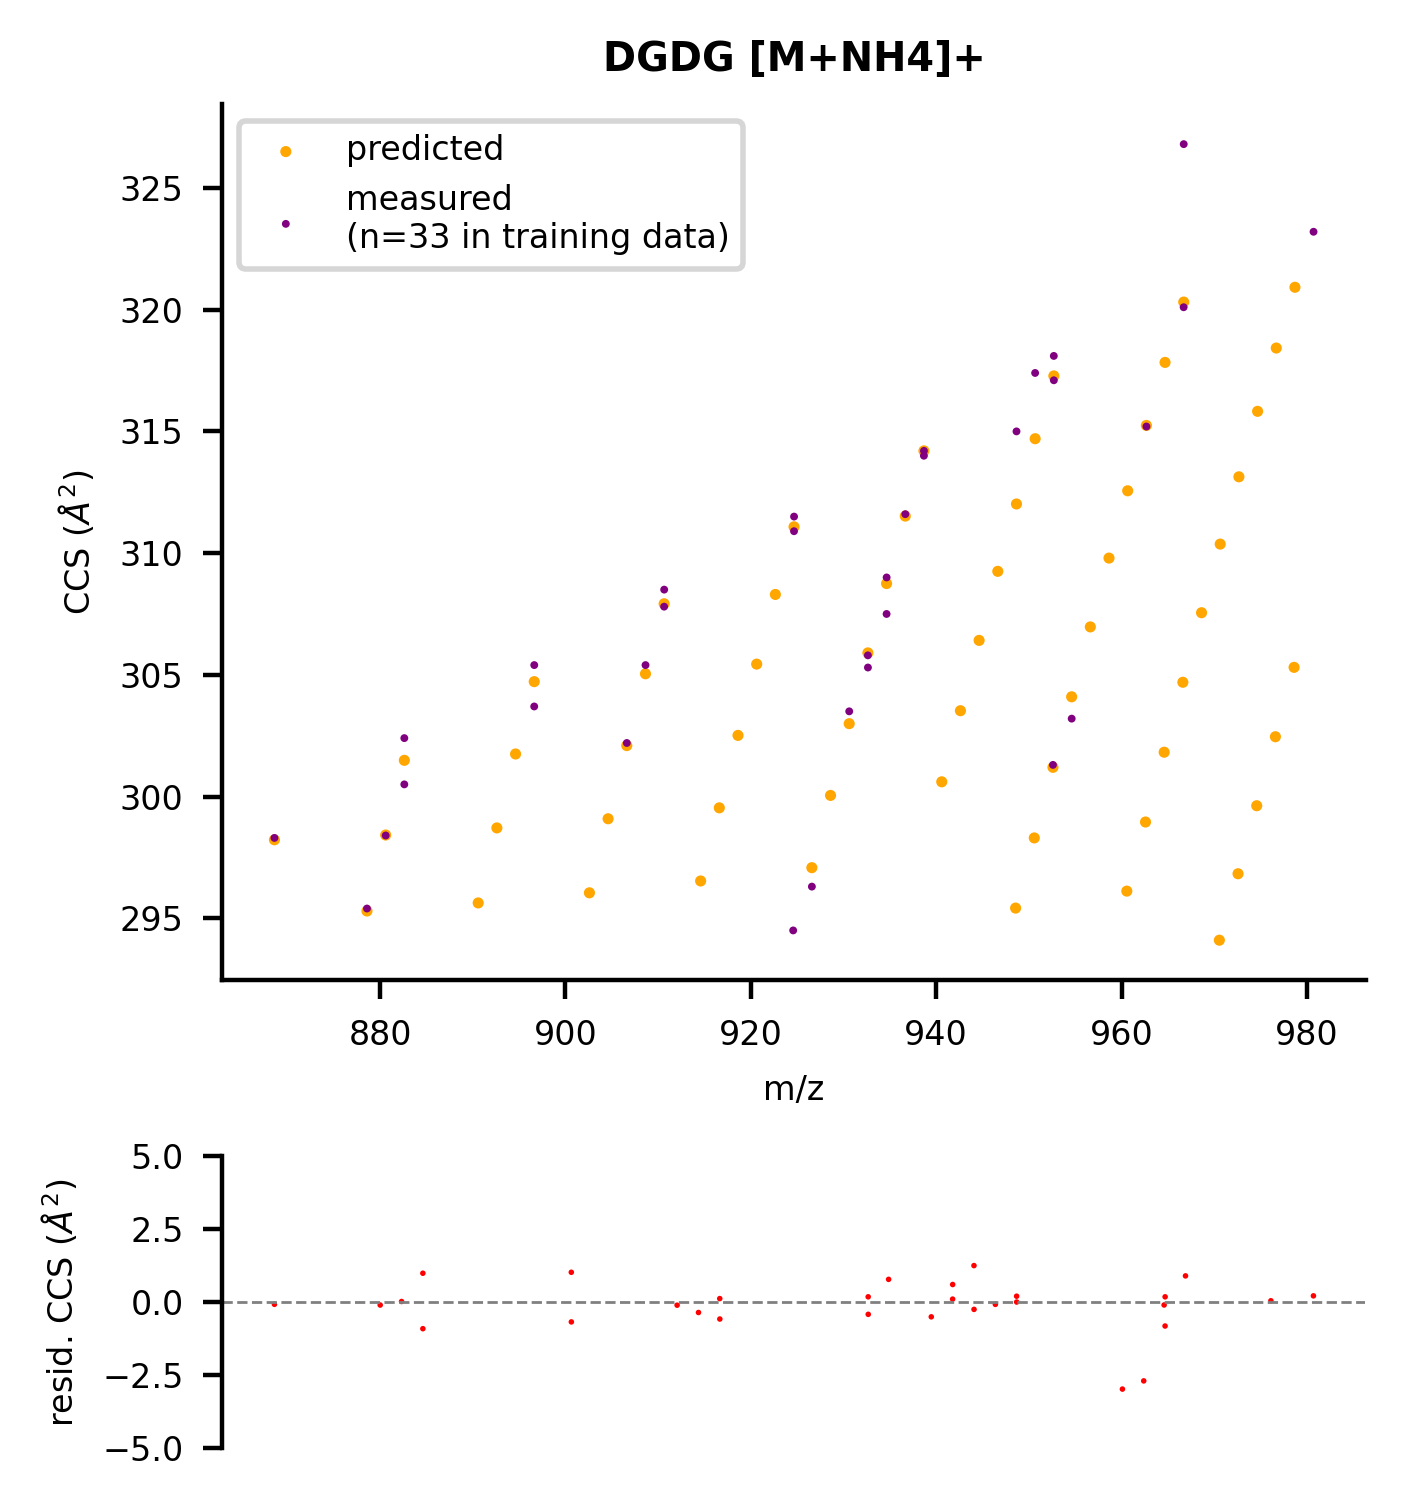 DGDG [M+NH4]+
predicted
measured
(n=33 in training data)
CCS (Å²)
325
320
315
310
305
300
295
880 900 920 940 960 980
m/z
resid. CCS (Å²)
5.0
2.5
0.0
−2.5
−5.0